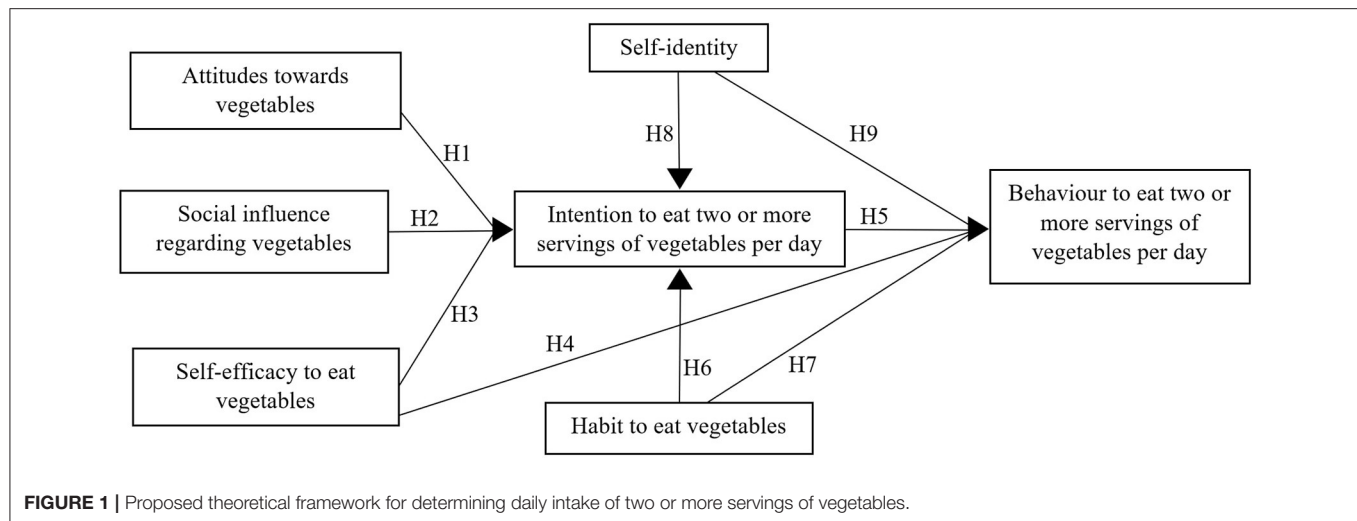 Self-identity
Attitudes towards
vegetables
H1
H8
H9
Social influence
regarding vegetables
H2
Intention to eat two or more
servings of vegetables per day
H5
Behaviour to eat two or
more servings of
vegetables per day
H3
H4
H6
H7
Self-efficacy to eat
vegetables
Habit to eat vegetables
FIGURE 1 | Proposed theoretical framework for determining daily intake of two or more servings of vegetables.